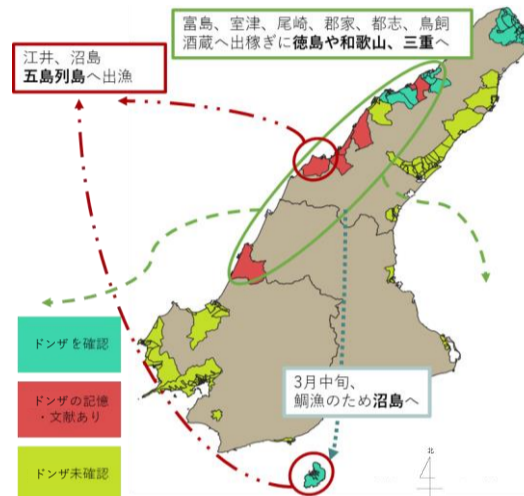 富島、室津、尾崎、郡家、都志、鳥飼
酒蔵へ出稼ぎに徳島や和歌山、三重へ
江井、沼島
五島列島へ出漁
ドンザを確認
ドンザの記憶
・文献あり
ドンザ未確認
3月中旬、
鯛漁のため沼島へ
北